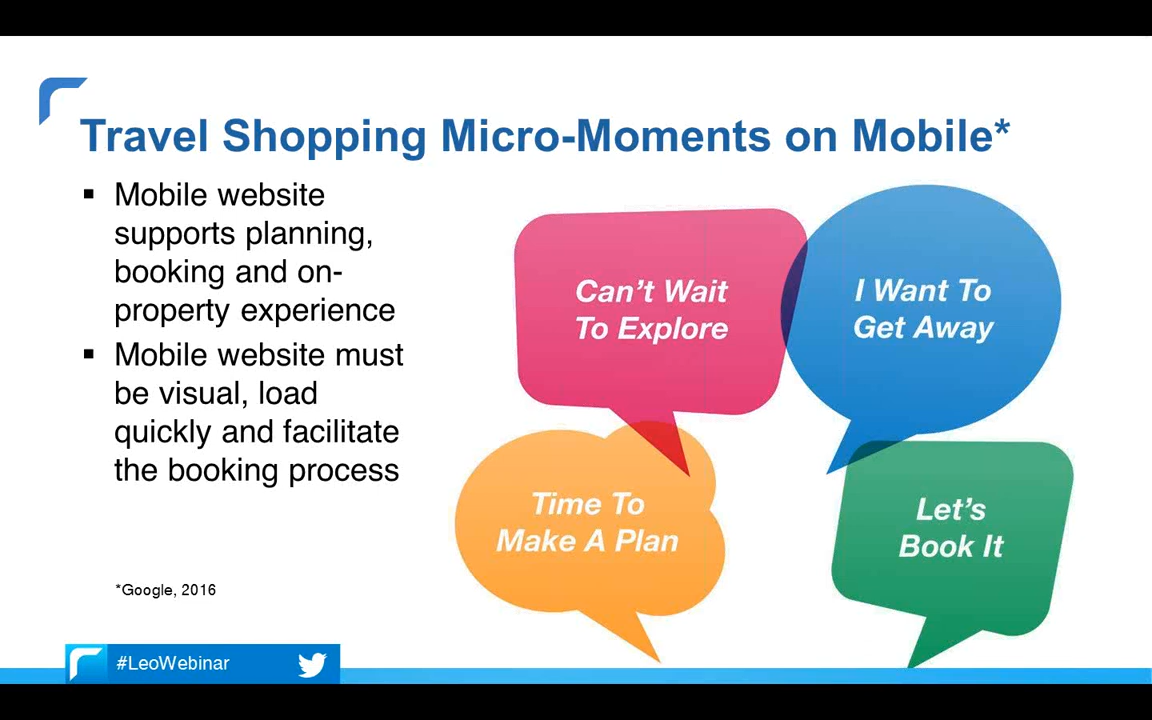 Travel Shopping Micro-Moments on Mobile*
▪ Mobile website
supports planning,
booking and on-
property experience
▪ Mobile website must
be visual, load
quickly and facilitate
the booking process
*Google, 2016
Can't Wait
To Explore
I Want To
Get Away
Time To
Make A Plan
Let's
Book It
#LeoWebinar